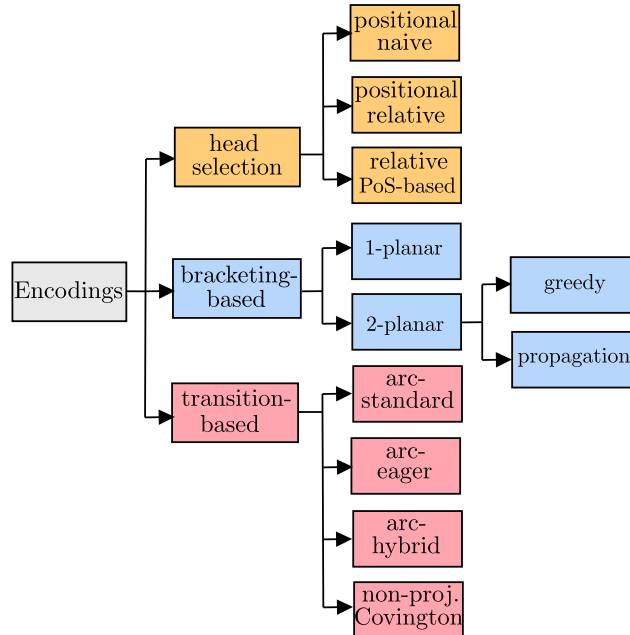 Encodings
head
selection
positional
naive
positional
relative
relative
PoS-based
bracketing-
based
1-planar
2-planar
greedy
propagation
transition-
based
arc-
standard
arc-
eager
arc-
hybrid
non-proj.
Covington